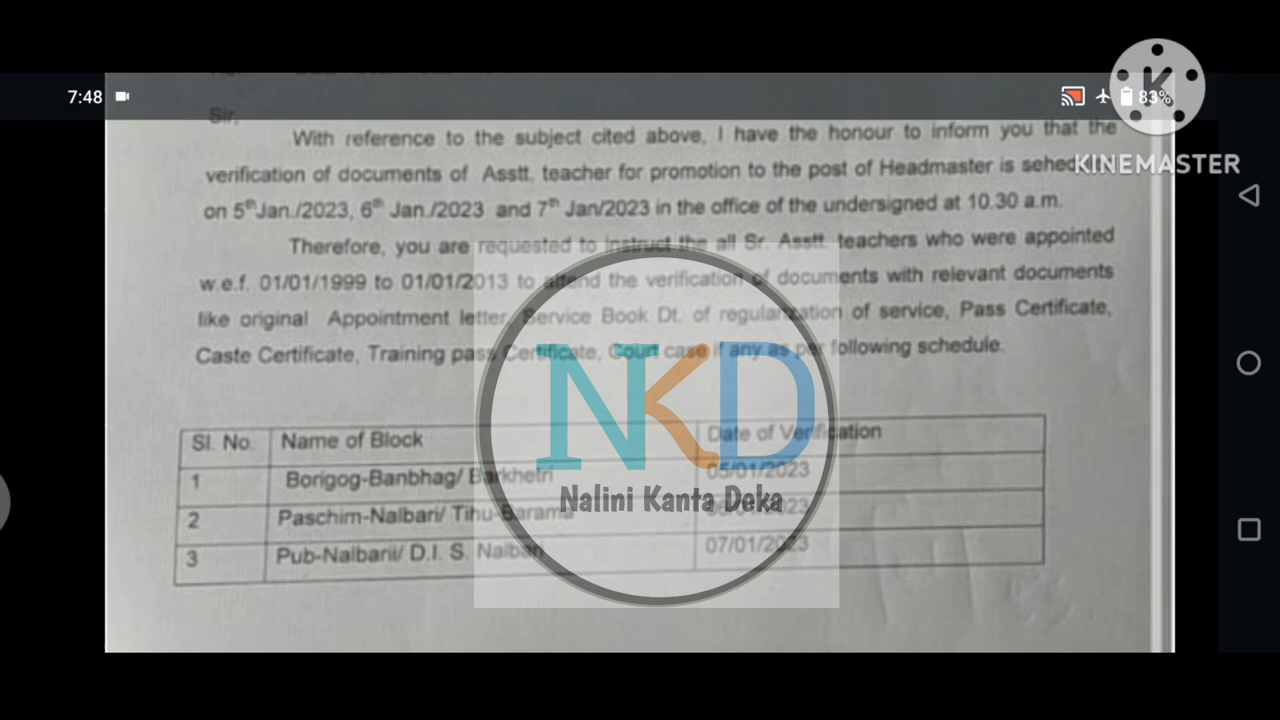 7:48
83%
KINEMASTER
Sir,
With reference to the subject cited above, I have the honour to inform you that the
verification of documents of Asstt. teacher for promotion to the post of Headmaster is sehed
on 5th Jan./2023, 6th Jan./2023 and 7th Jan/2023 in the office of the undersigned at 10.30 a.m.
Therefore, you are requested to instruct the all Sr. Asstt. teachers who were appointed
w.e.f. 01/01/1999 to 01/01/2013 to attend the verification of documents with relevant documents
like original Appointment letter, Service Book Dt. of regularization of service, Pass Certificate,
Caste Certificate, Training pass Certificate, Court case if any as per following schedule.
Sl. No. Name of Block Date of Verification
1 Borigog-Banbhag/ Barkhetri 05/01/2023
2 Paschim-Nalbari/ Tihu-Barama 06/01/2023
3 Pub-Nalbarii/ D.I. S. Nalbari 07/01/2023
NKD
Nalini Kanta Deka